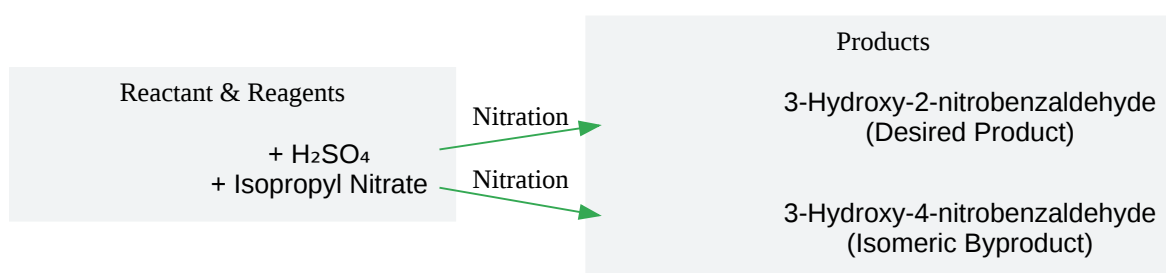 Reactant & Reagents
+ H₂SO₄
+ Isopropyl Nitrate
Nitration
Nitration
Products
3-Hydroxy-2-nitrobenzaldehyde
(Desired Product)
3-Hydroxy-4-nitrobenzaldehyde
(Isomeric Byproduct)